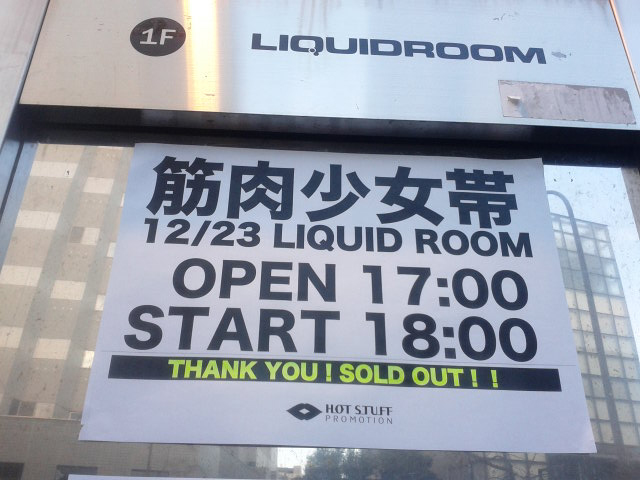 1F LIQUIDROOM
筋肉少女帯
12/23 LIQUID ROOM
OPEN 17:00
START 18:00
THANK YOU ! SOLD OUT ! !
HOT STUFF
PROMOTION